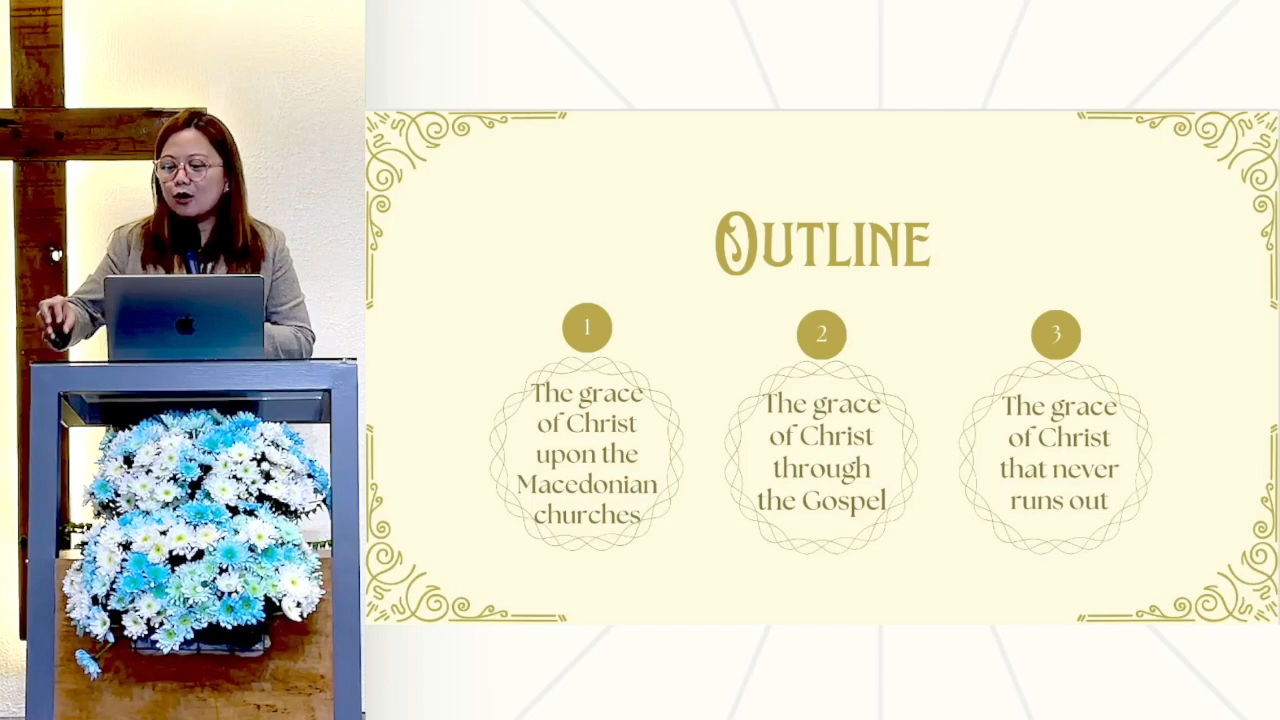 Outline
1
The grace
of Christ
upon the
Macedonian
churches
2
The grace
of Christ
through
the Gospel
3
The grace
of Christ
that never
runs out